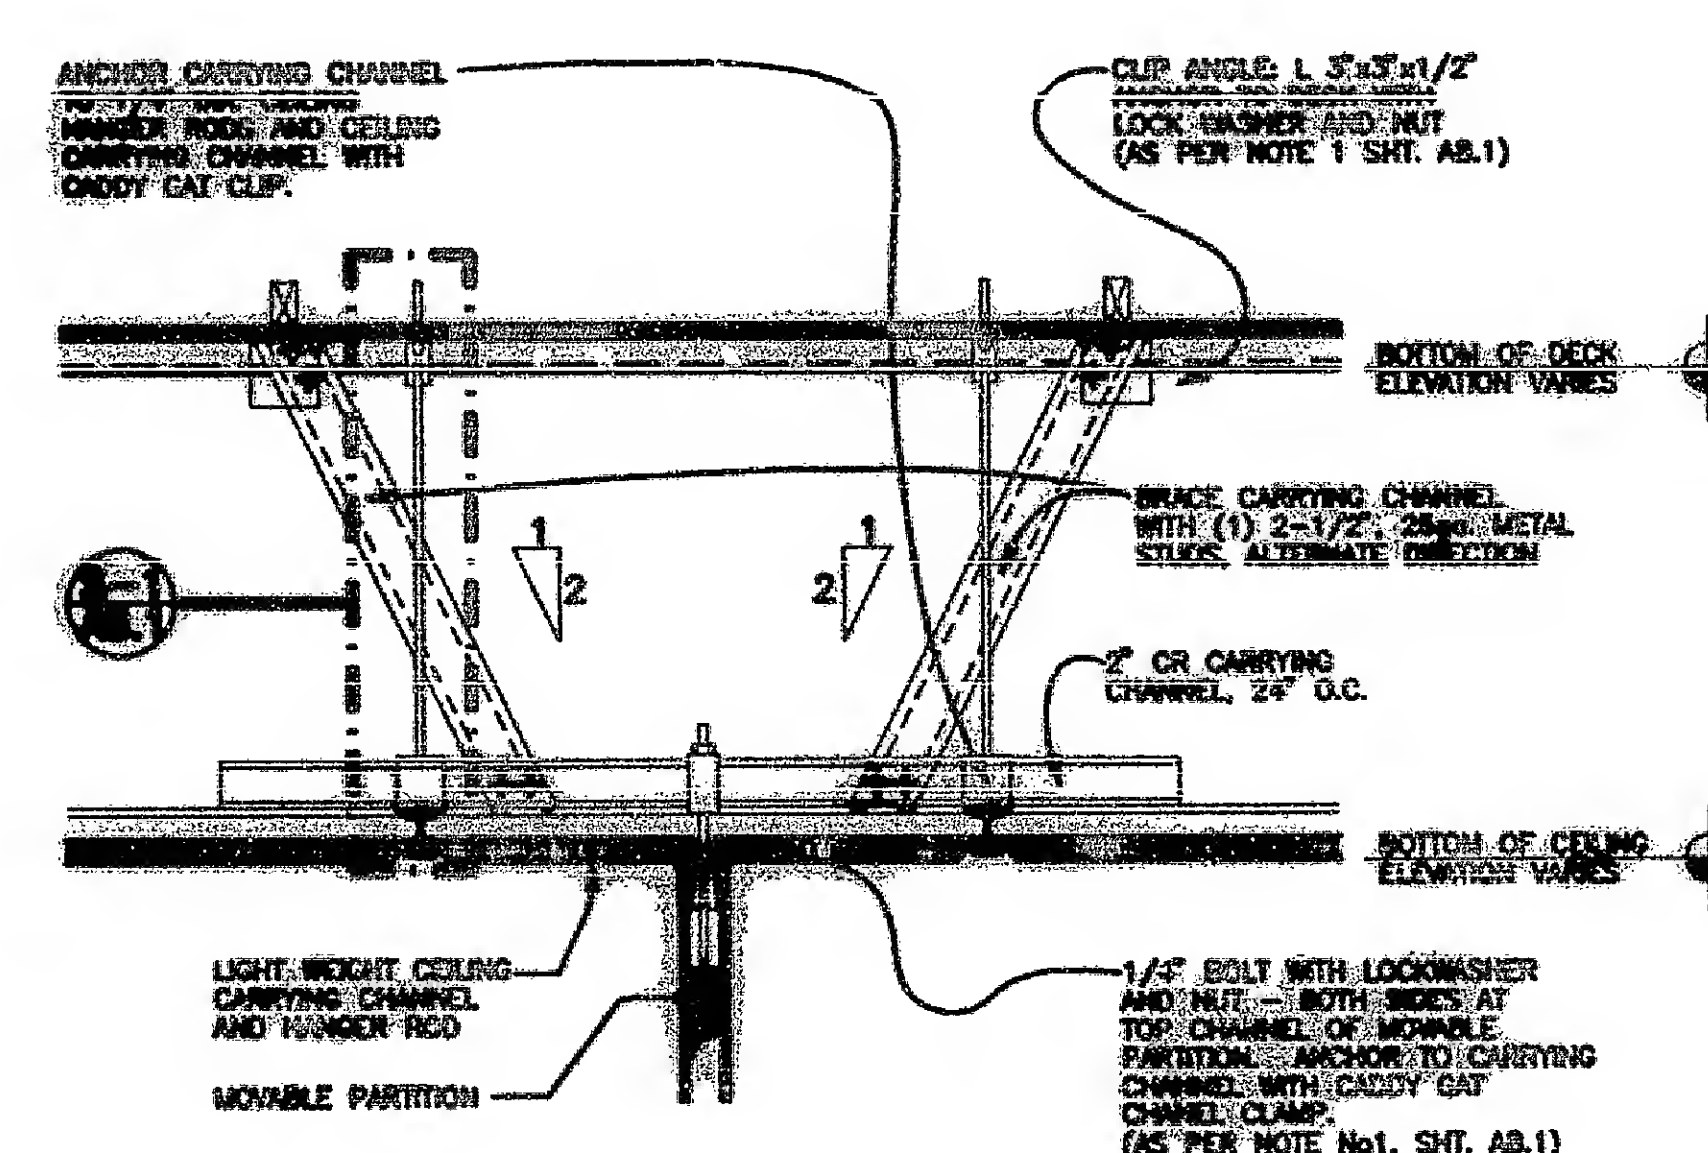 ANCHOR CARRYING CHANNEL
HANGER RODS AND CEILING
CARRYING CHANNEL WITH
CADDY CAT CLIP.
CLIP ANGLE: L 3"x3"x1/2"
LOCK WASHER AND NUT
(AS PER NOTE 1 SHT. A8.1)
BOTTOM OF DECK
ELEVATION VARIES
1
2
1
2
BRACE CARRYING CHANNEL
WITH (1) 2-1/2", METAL
STUDS, ALTERNATE DIRECTION
2" CR CARRYING
CHANNEL, 24" O.C.
BOTTOM OF CEILING
ELEVATION VARIES
LIGHT WEIGHT CEILING
CARRYING CHANNEL
AND HANGER ROD
MOVABLE PARTITION
1/4" BOLT WITH LOCKWASHER
AND NUT - BOTH SIDES AT
TOP CHANNEL OF MOVABLE
PARTITION. ANCHOR TO CARRYING
CHANNEL WITH CADDY CAT
CHANEL CLAMP.
(AS PER NOTE No1. SHT. A8.1)